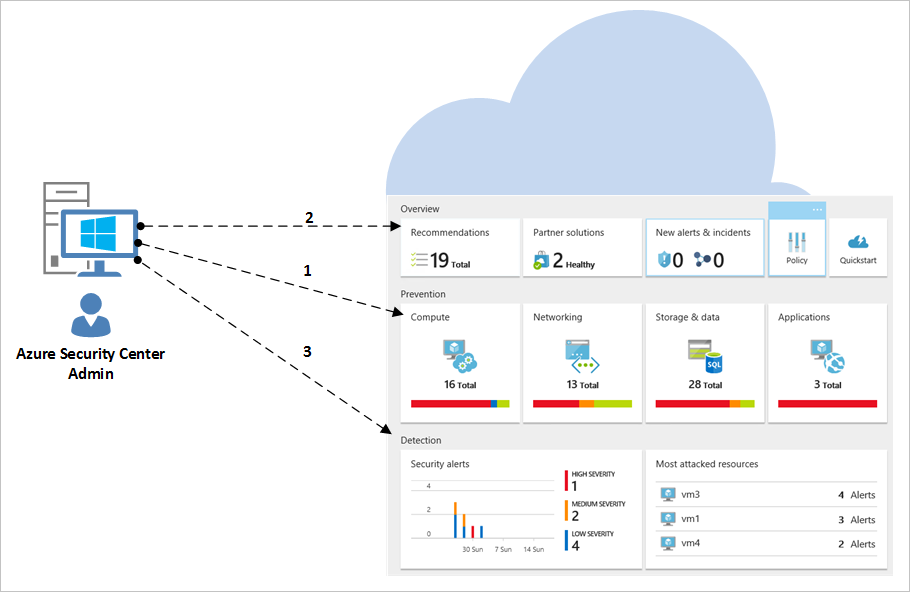 Azure Security Center
Admin
2
1
3
Overview
Recommendations
19 Total
Partner solutions
2 Healthy
New alerts & incidents
0 0
...
Policy
Quickstart
Prevention
Compute
16 Total
Networking
13 Total
Storage & data
SQL
28 Total
Applications
3 Total
Detection
Security alerts
4
2
0
30 Sun 7 Sun 14 Sun
HIGH SEVERITY
1
MEDIUM SEVERITY
2
LOW SEVERITY
4
Most attacked resources
vm3 4 Alerts
vm1 3 Alerts
vm4 2 Alerts